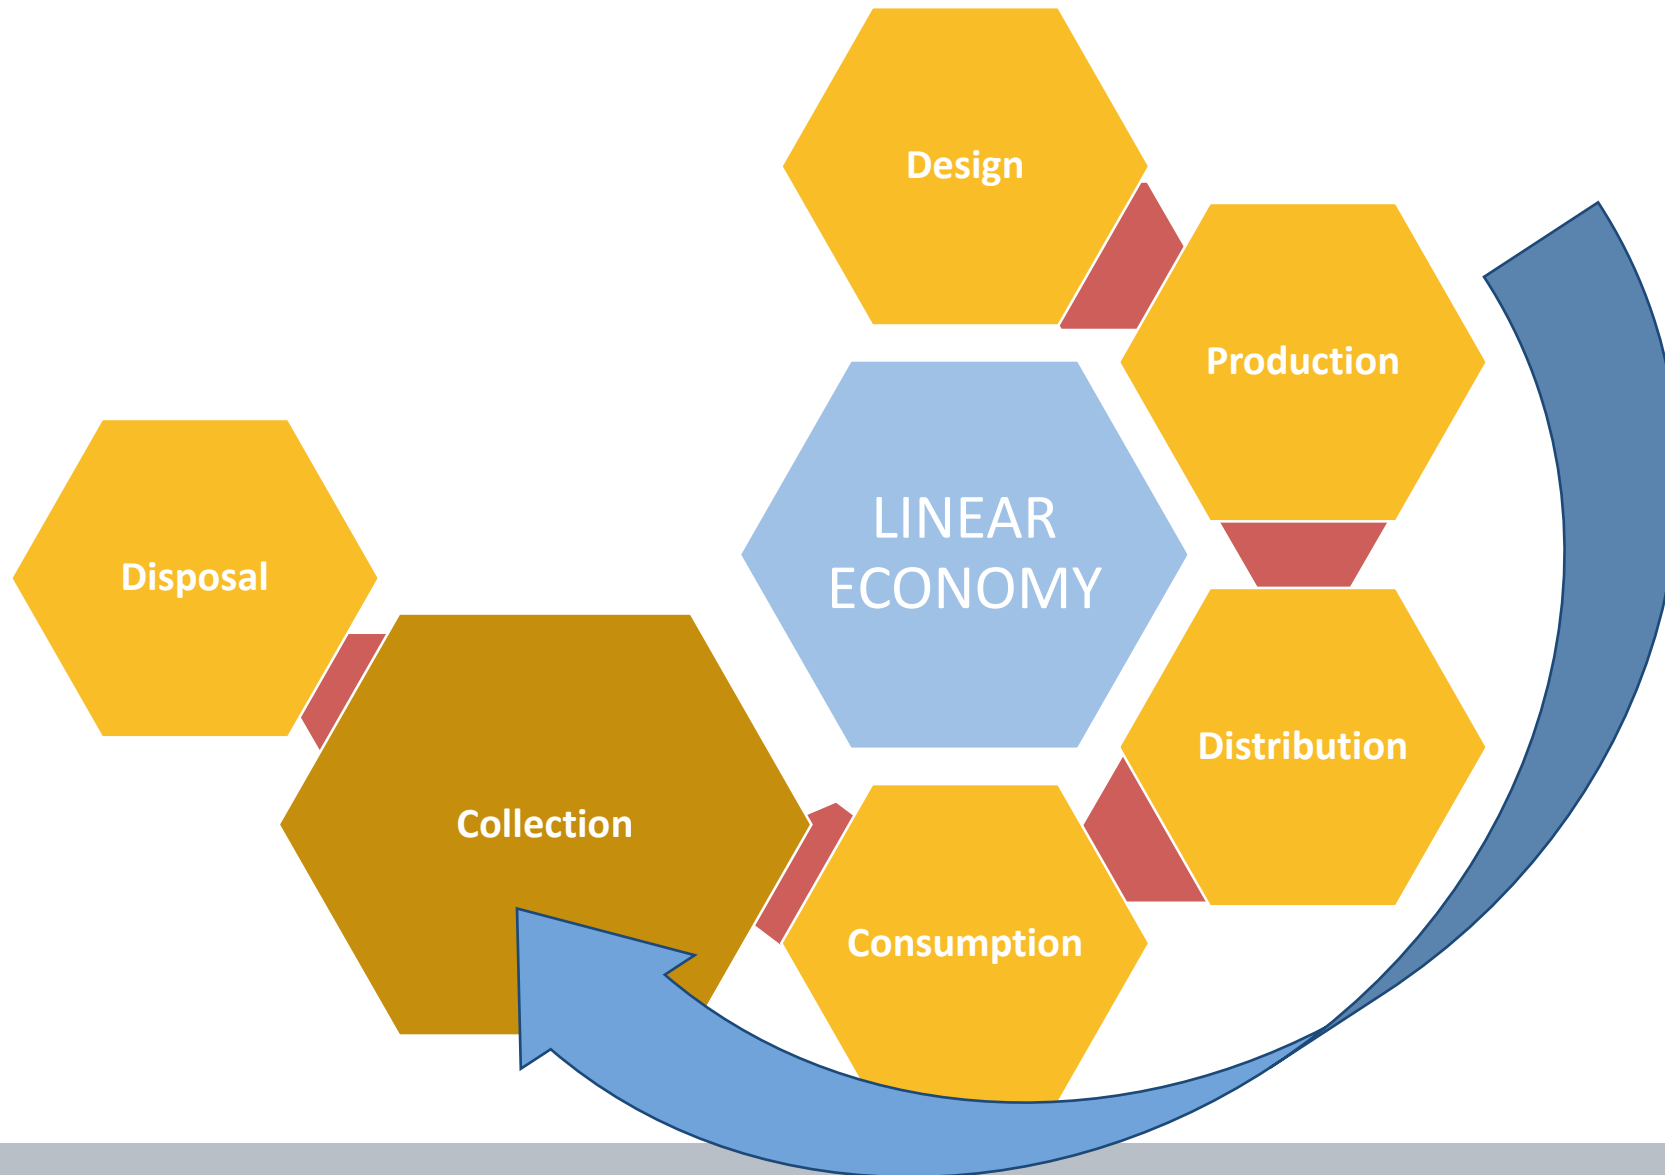 Design
Production
LINEAR
ECONOMY
Disposal
Distribution
Collection
Consumption